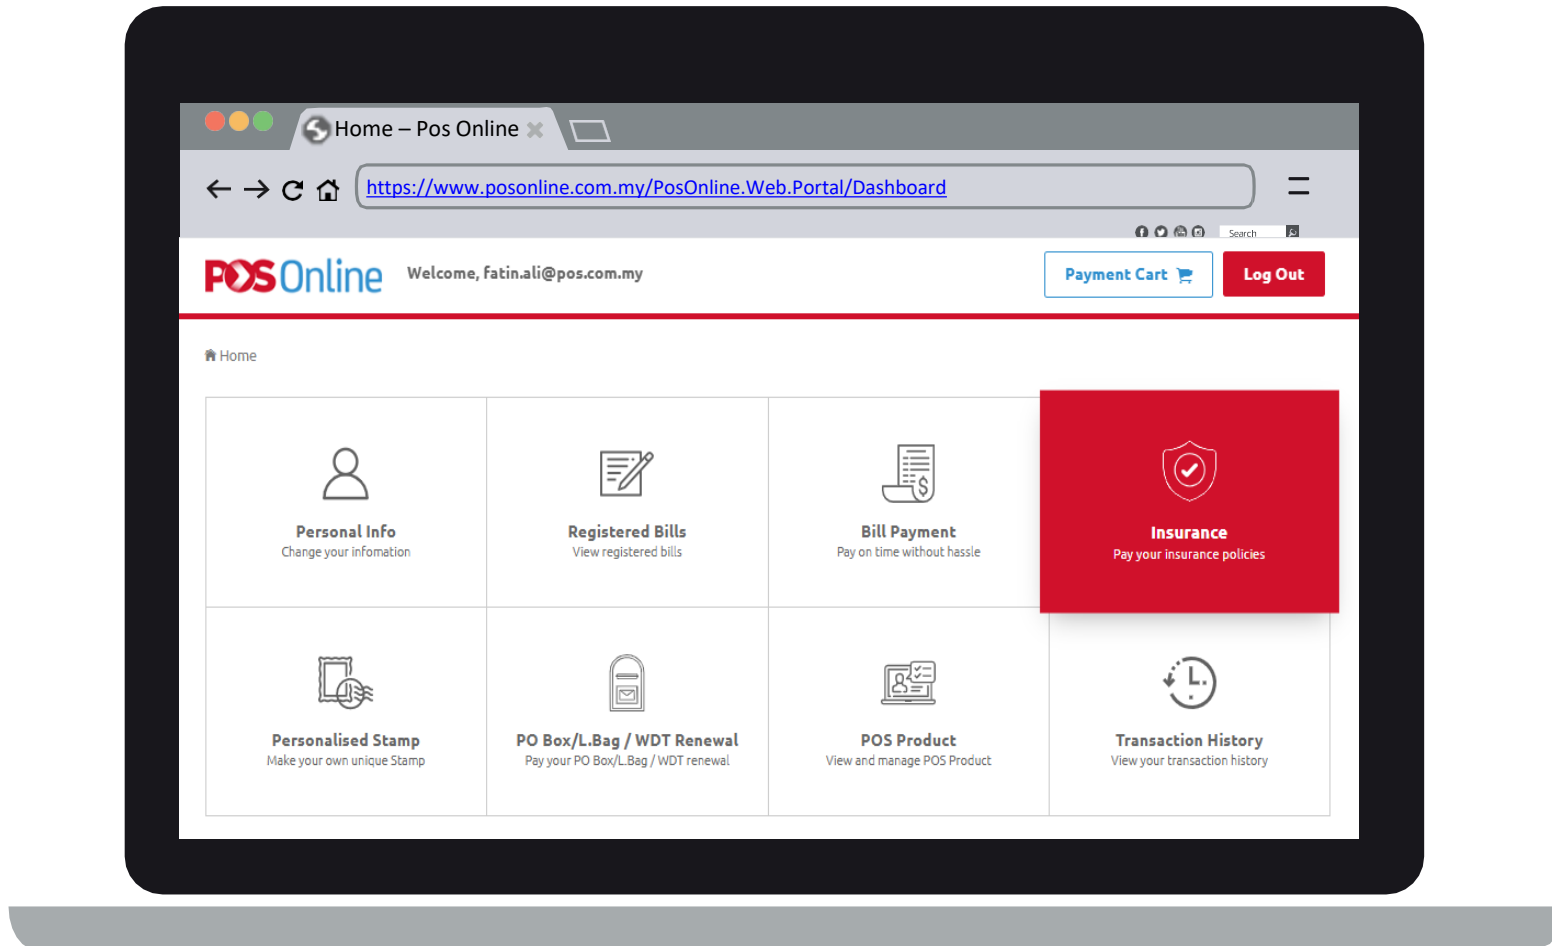 Home – Pos Online
https://www.posonline.com.my/PosOnline.Web.Portal/Dashboard
Search
POS Online
Welcome, fatin.ali@pos.com.my
Payment Cart
Log Out
Home
Personal Info
Change your infomation
Registered Bills
View registered bills
Bill Payment
Pay on time without hassle
Insurance
Pay your insurance policies
Personalised Stamp
Make your own unique Stamp
PO Box/L.Bag / WDT Renewal
Pay your PO Box/L.Bag / WDT renewal
POS Product
View and manage POS Product
Transaction History
View your transaction history